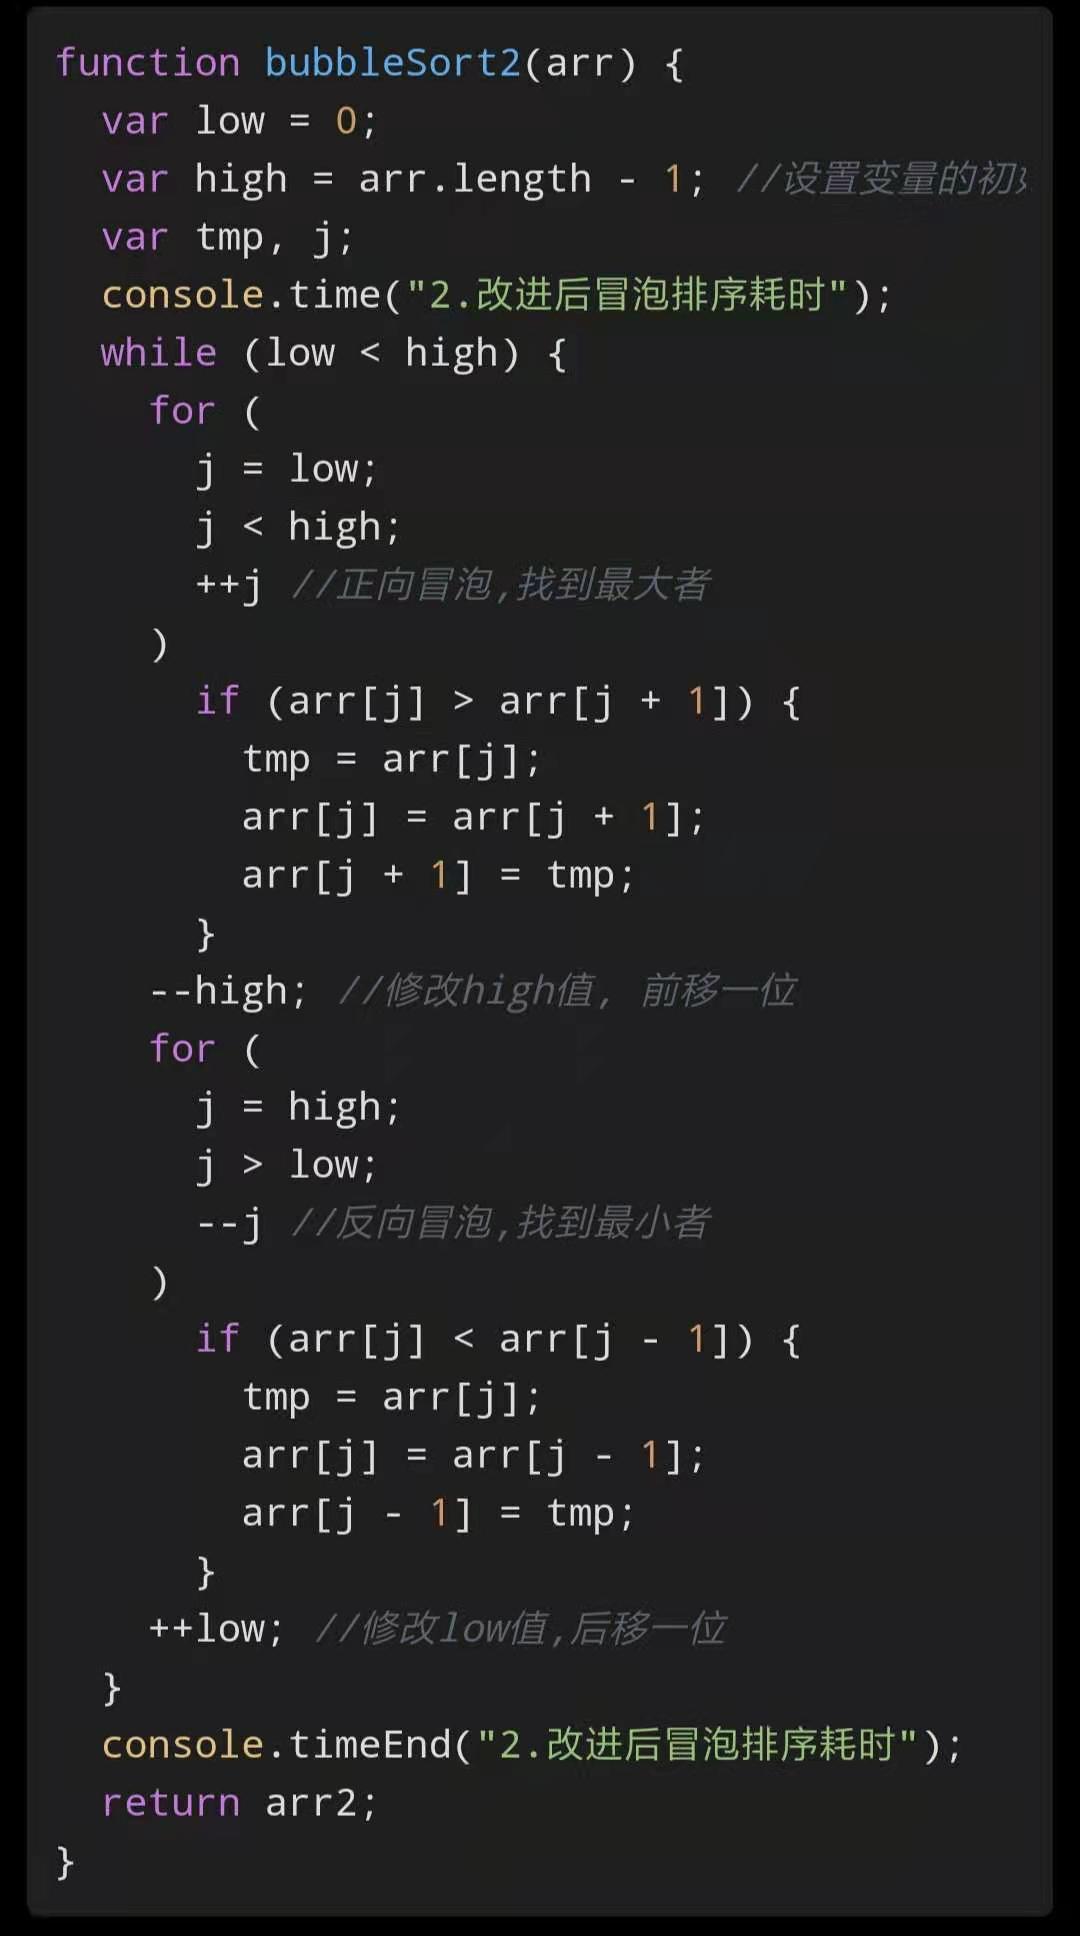 function bubbleSort2(arr) {
  var low = 0;
  var high = arr.length - 1; //设置变量的初
  var tmp, j;
  console.time("2.改进后冒泡排序耗时");
  while (low < high) {
    for (
      j = low;
      j < high;
      ++j //正向冒泡,找到最大者
    )
      if (arr[j] > arr[j + 1]) {
        tmp = arr[j];
        arr[j] = arr[j + 1];
        arr[j + 1] = tmp;
      }
    --high; //修改high值, 前移一位
    for (
      j = high;
      j > low;
      --j //反向冒泡,找到最小者
    )
      if (arr[j] < arr[j - 1]) {
        tmp = arr[j];
        arr[j] = arr[j - 1];
        arr[j - 1] = tmp;
      }
    ++low; //修改low值,后移一位
  }
  console.timeEnd("2.改进后冒泡排序耗时");
  return arr2;
}